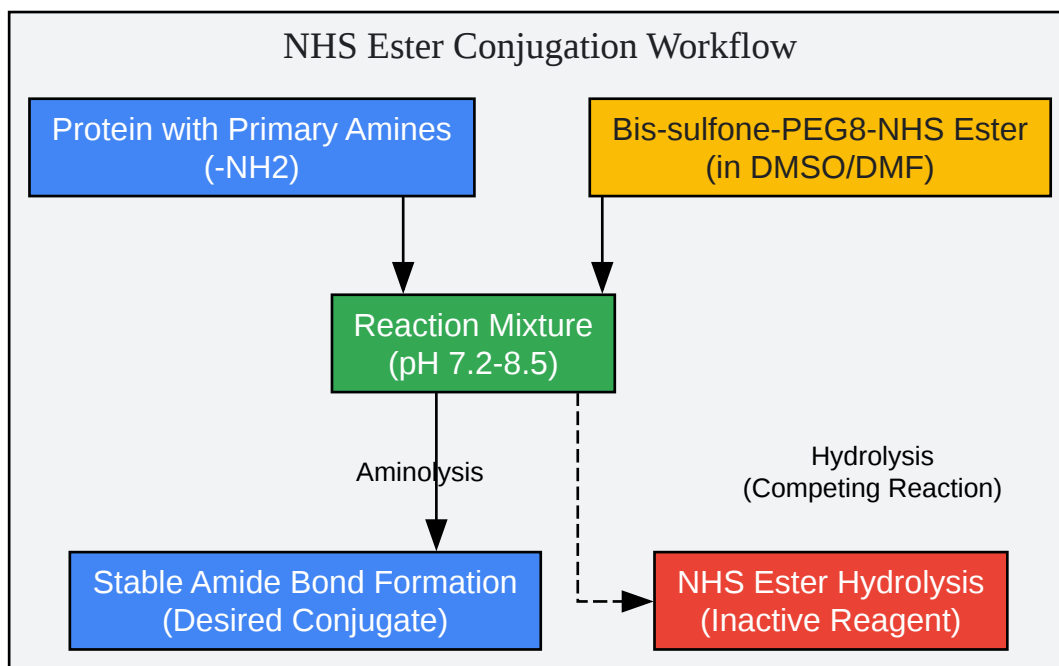 NHS Ester Conjugation Workflow
Protein with Primary Amines
(-NH2)
Bis-sulfone-PEG8-NHS Ester
(in DMSO/DMF)
Reaction Mixture
(pH 7.2-8.5)
Aminolysis
Hydrolysis
(Competing Reaction)
Stable Amide Bond Formation
(Desired Conjugate)
NHS Ester Hydrolysis
(Inactive Reagent)